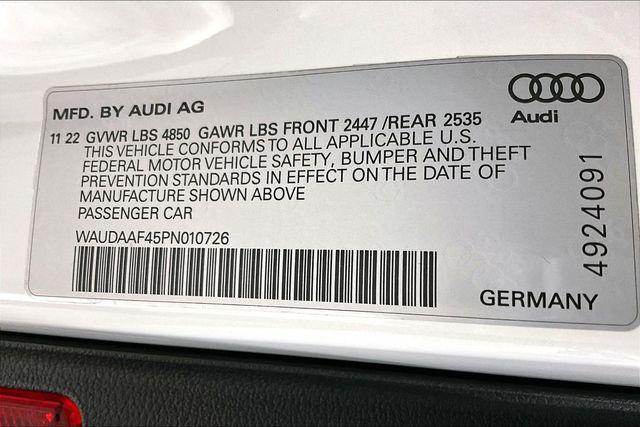 MFD. BY AUDI AG
11 22 GVWR LBS 4850 GAWR LBS FRONT 2447 /REAR 2535
THIS VEHICLE CONFORMS TO ALL APPLICABLE U.S.
FEDERAL MOTOR VEHICLE SAFETY, BUMPER AND THEFT
PREVENTION STANDARDS IN EFFECT ON THE DATE OF
MANUFACTURE SHOWN ABOVE
PASSENGER CAR
WAUDAAF45PN010726
Audi
4924091
GERMANY